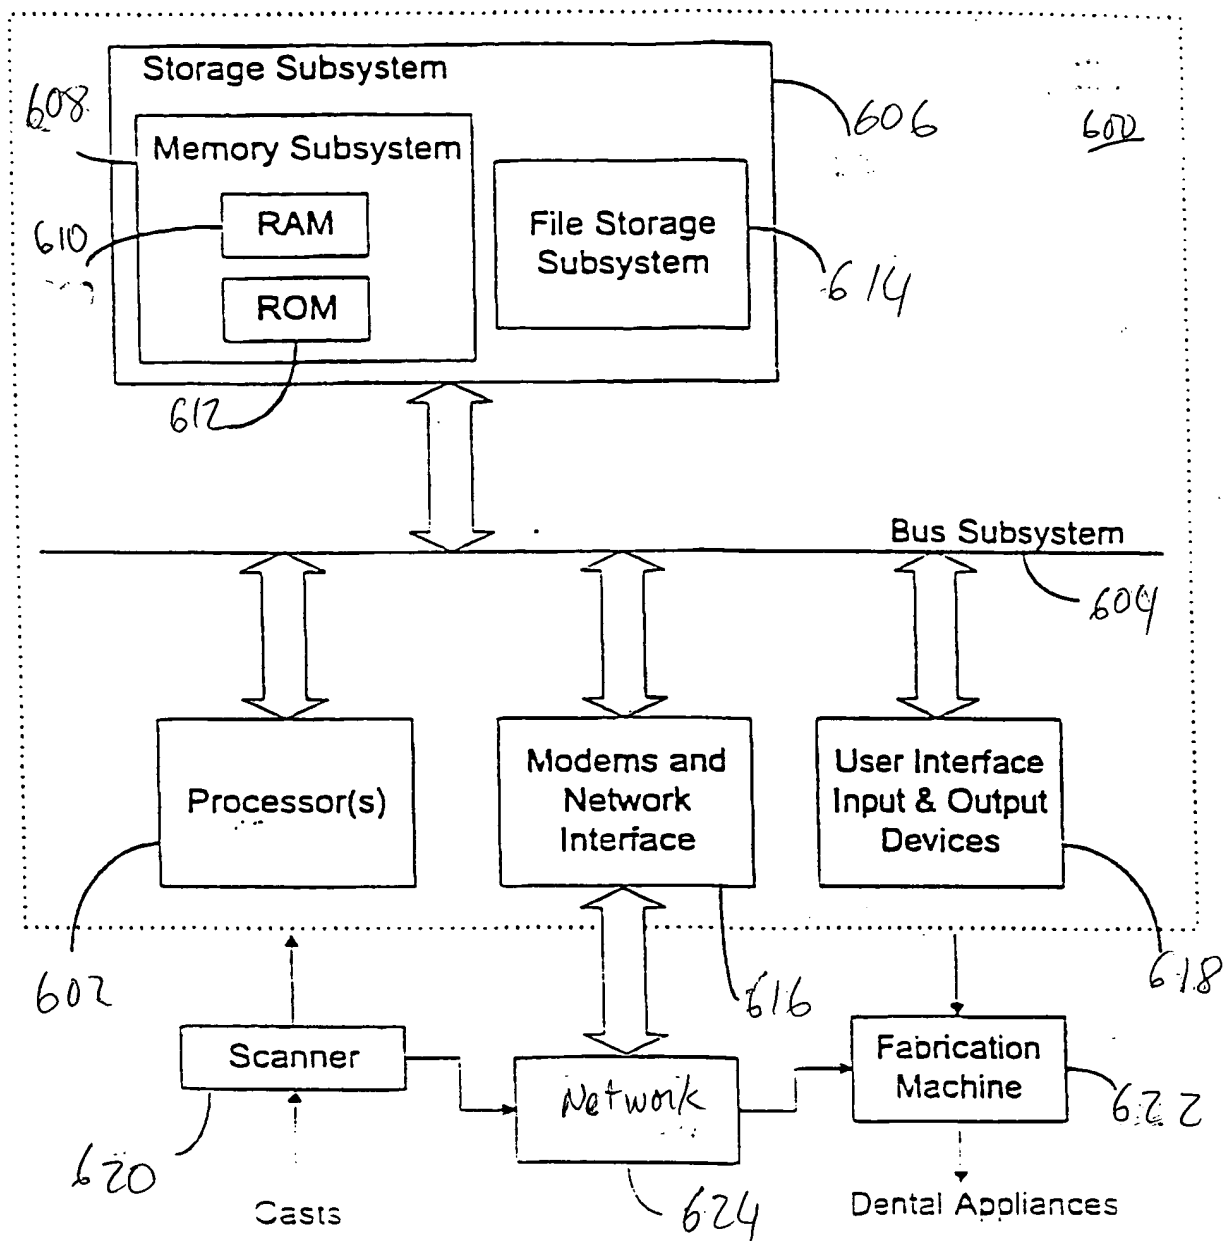 Storage Subsystem
608
606
600
Memory Subsystem
RAM
610
File Storage
Subsystem
614
ROM
612
Bus Subsystem
604
Processor(s)
Modems and
Network
Interface
User Interface
Input & Output
Devices
602
616
618
Scanner
Network
Fabrication
Machine
622
620
Casts
624
Dental Appliances